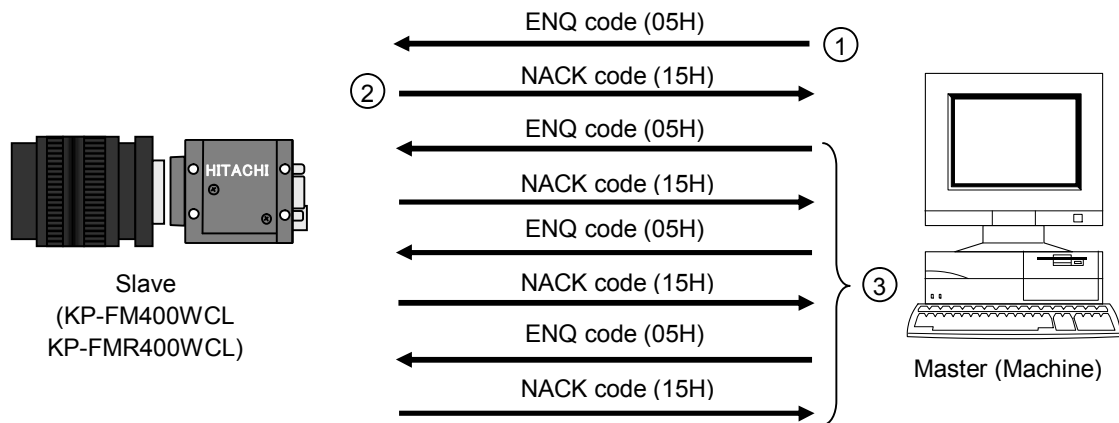 ENQ code (05H)
①
NACK code (15H)
②
ENQ code (05H)
HITACHI
NACK code (15H)
ENQ code (05H)
Slave
(KP-FM400WCL
KP-FMR400WCL)
NACK code (15H)
③
ENQ code (05H)
Master (Machine)
NACK code (15H)